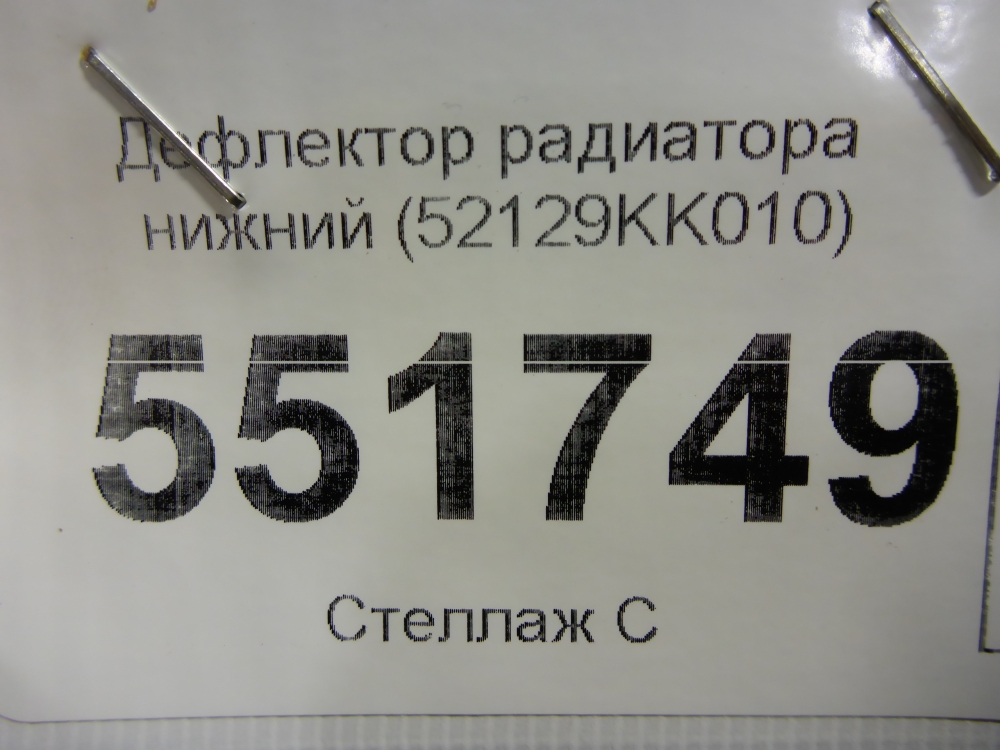 Дефлектор радиатора
нижний (52129KK010)
551749
Стеллаж С